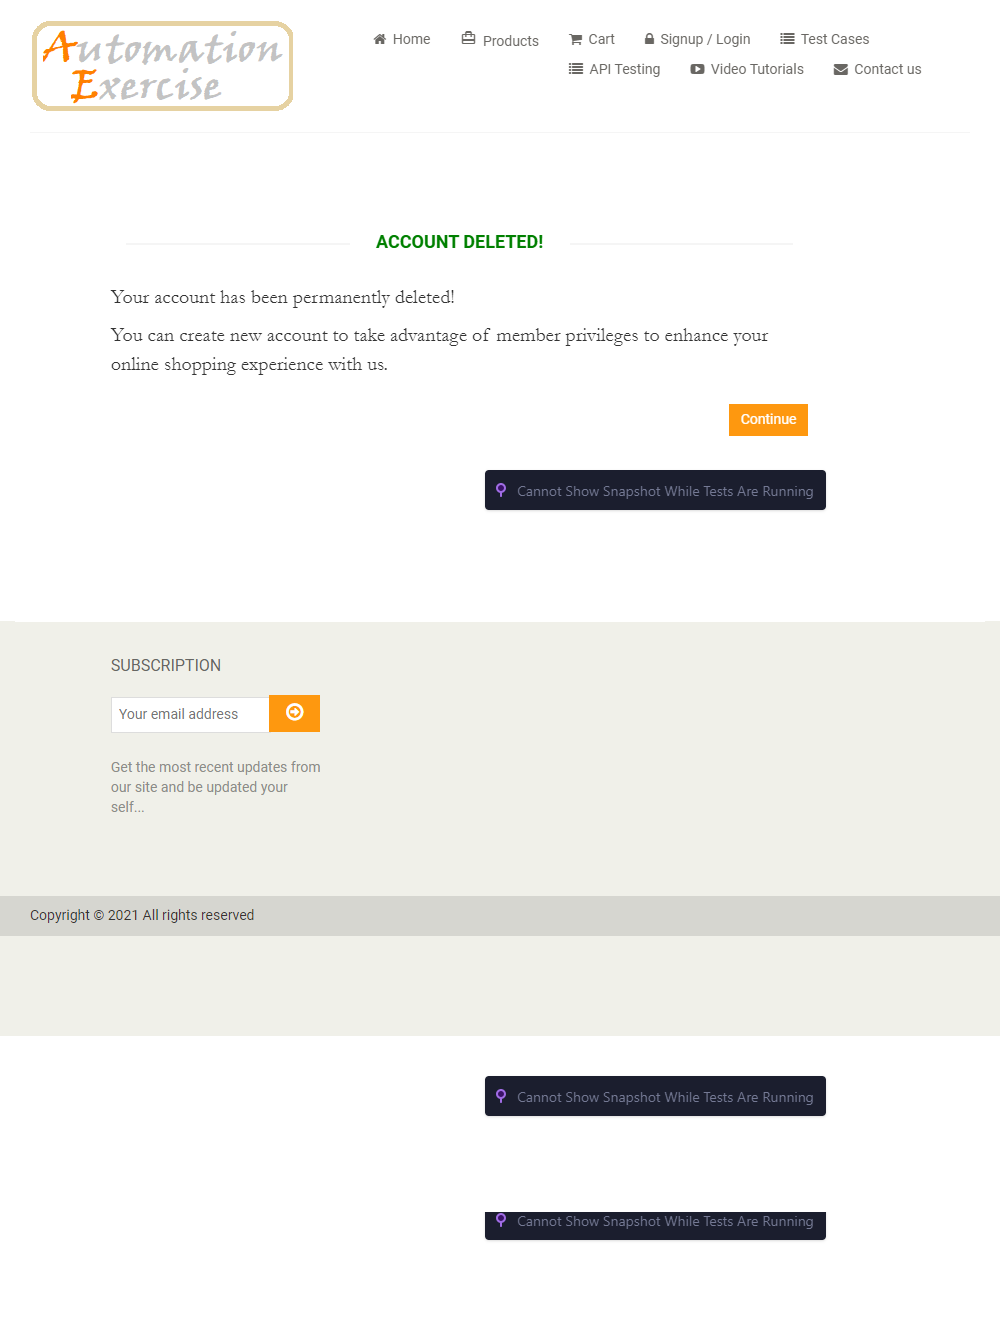 Automation
Exercise
Home Products Cart Signup / Login Test Cases
API Testing Video Tutorials Contact us
ACCOUNT DELETED!
Your account has been permanently deleted!
You can create new account to take advantage of member privileges to enhance your
online shopping experience with us.
Continue
Cannot Show Snapshot While Tests Are Running
SUBSCRIPTION
Your email address
Get the most recent updates from
our site and be updated your
self...
Copyright © 2021 All rights reserved
Cannot Show Snapshot While Tests Are Running
Cannot Show Snapshot While Tests Are Running